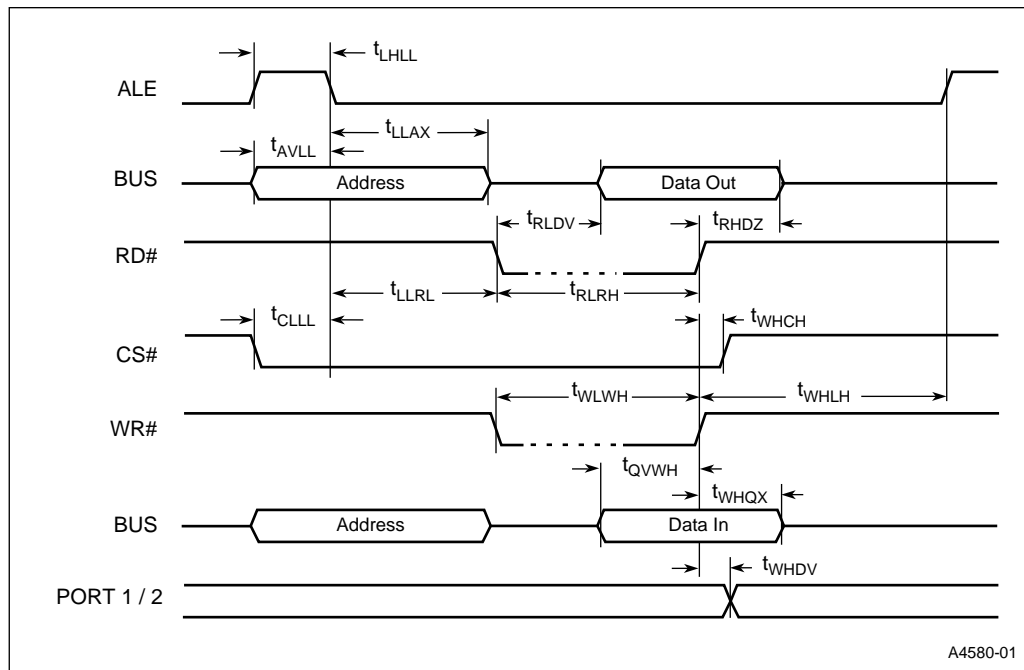 tLHLL
ALE
tLLAX
tAVLL
BUS
Address
Data Out
tRLDV
tRHDZ
RD#
tLLRL
tRLRH
tCLLL
tWHCH
CS#
tWLWH
tWHLH
WR#
tQVWH
tWHQX
BUS
Address
Data In
tWHDV
PORT 1 / 2
A4580-01